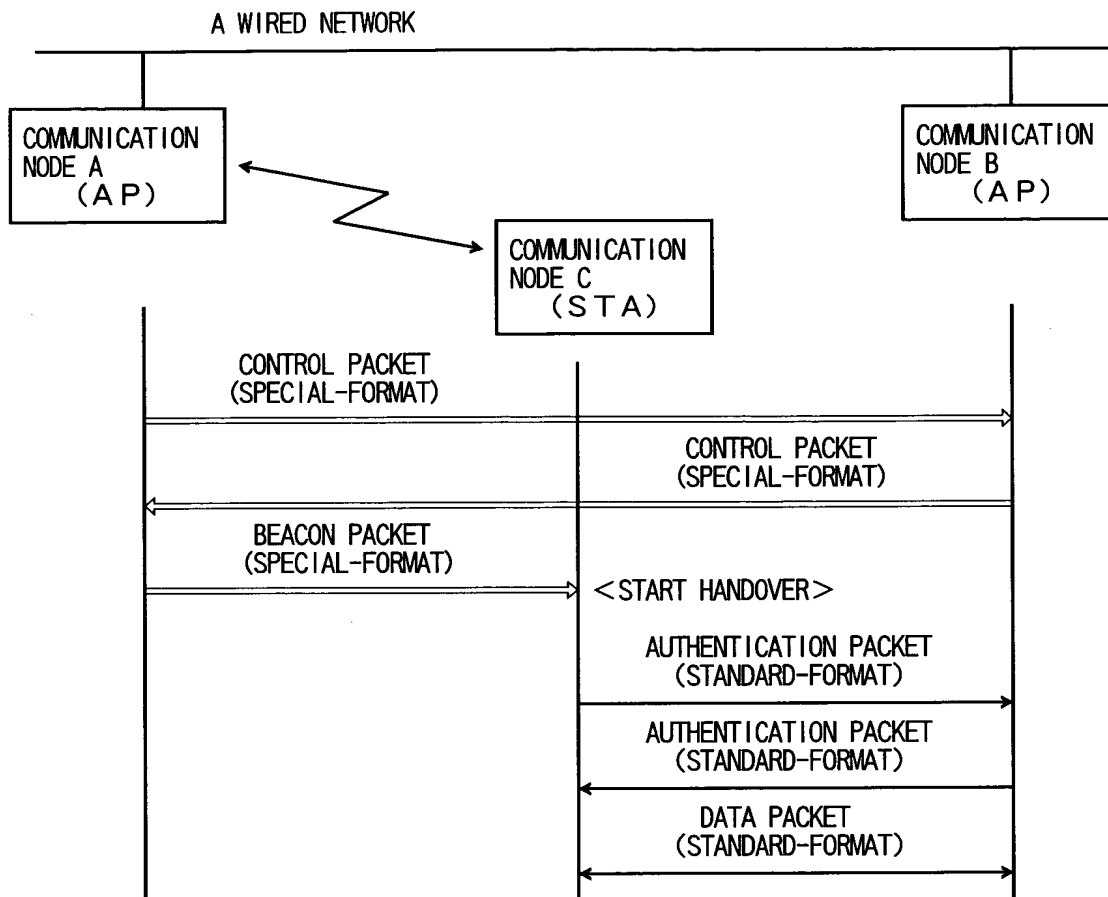 A WIRED NETWORK
COMMUNICATION
NODE A
(AP)
COMMUNICATION
NODE B
(AP)
COMMUNICATION
NODE C
(STA)
CONTROL PACKET
(SPECIAL-FORMAT)
CONTROL PACKET
(SPECIAL-FORMAT)
BEACON PACKET
(SPECIAL-FORMAT)
<START HANDOVER>
AUTHENTICATION PACKET
(STANDARD-FORMAT)
AUTHENTICATION PACKET
(STANDARD-FORMAT)
DATA PACKET
(STANDARD-FORMAT)